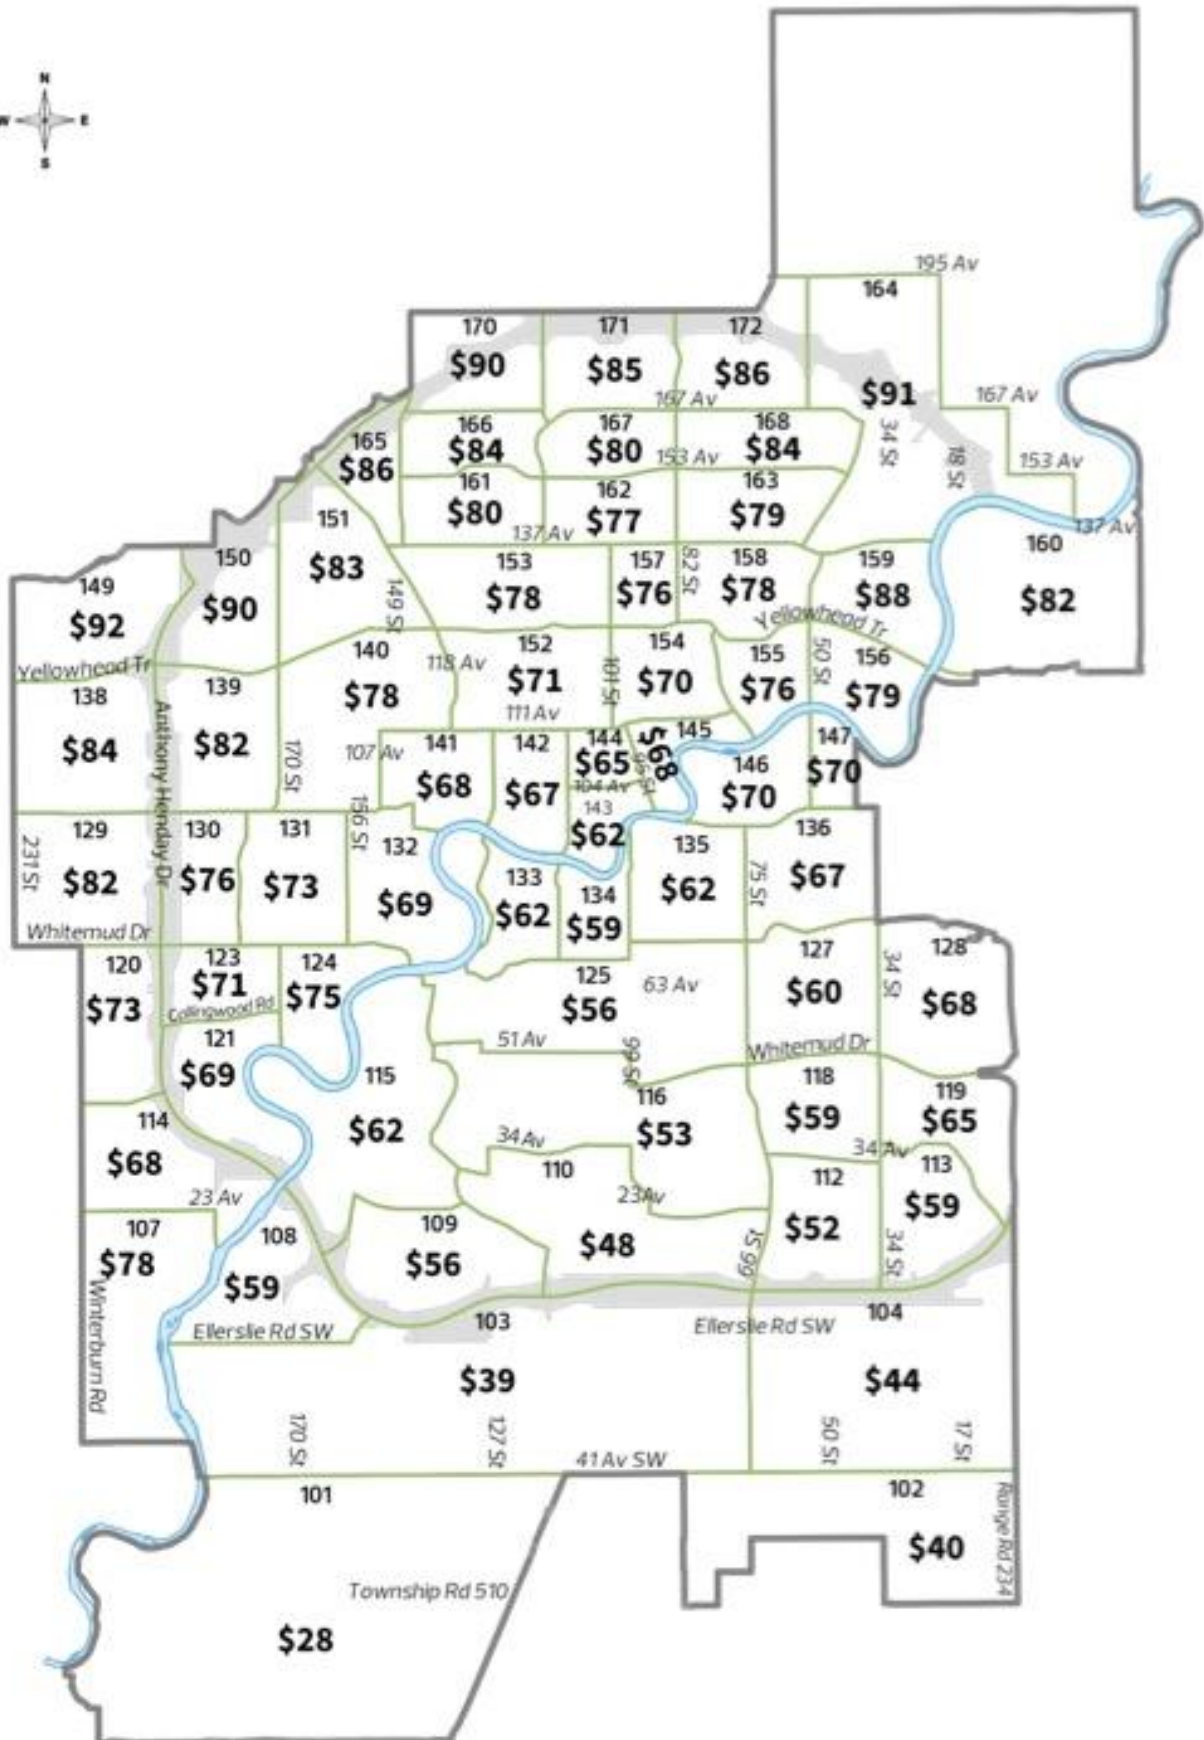 N
W E
S
195 Av
164
170 171 172
$90 $85 $86
$91
167 Av
167 Av
165
$86
166 167 168
$84 $80 $84
34 St
153 Av
18 St
153 Av
161 162 163
$80 $77 $79
151
$83
137 Av
137 Av
150
$90
149
$92
149 St
153
$78
157
$76
82 St
158
$78
159
$88
160
$82
Yellowhead Tr
Yellowhead Tr
138
$84
139
$82
140
$78
118 Av
152
$71
101 St
154
$70
155
$76
50 St
156
$79
111 Av
Anthony Henday Dr
170 St
107 Av
141
$68
142
$67
144
$65
104 Av
143
$62
145
$68
95 St
146
$70
147
$70
231 St
129
$82
130
$76
131
$73
156 St
132
$69
133
$62
134
$59
135
$62
75 St
136
$67
Whitemud Dr
120
$73
123
$71
Collingwood Rd
124
$75
125
$56
63 Av
127
$60
34 St
128
$68
121
$69
51 Av
99 St
Whitemud Dr
115
$62
116
$53
118
$59
119
$65
114
$68
34 Av
34 Av
110
$48
23 Av
112
$52
113
$59
34 St
23 Av
107
$78
108
$59
109
$56
66 St
Winterburn Rd
Ellerslie Rd SW
103
$39
Ellerslie Rd SW
104
$44
170 St
127 St
50 St
17 St
41 Av SW
101
102
$40
Range Rd 234
Township Rd 510
$28